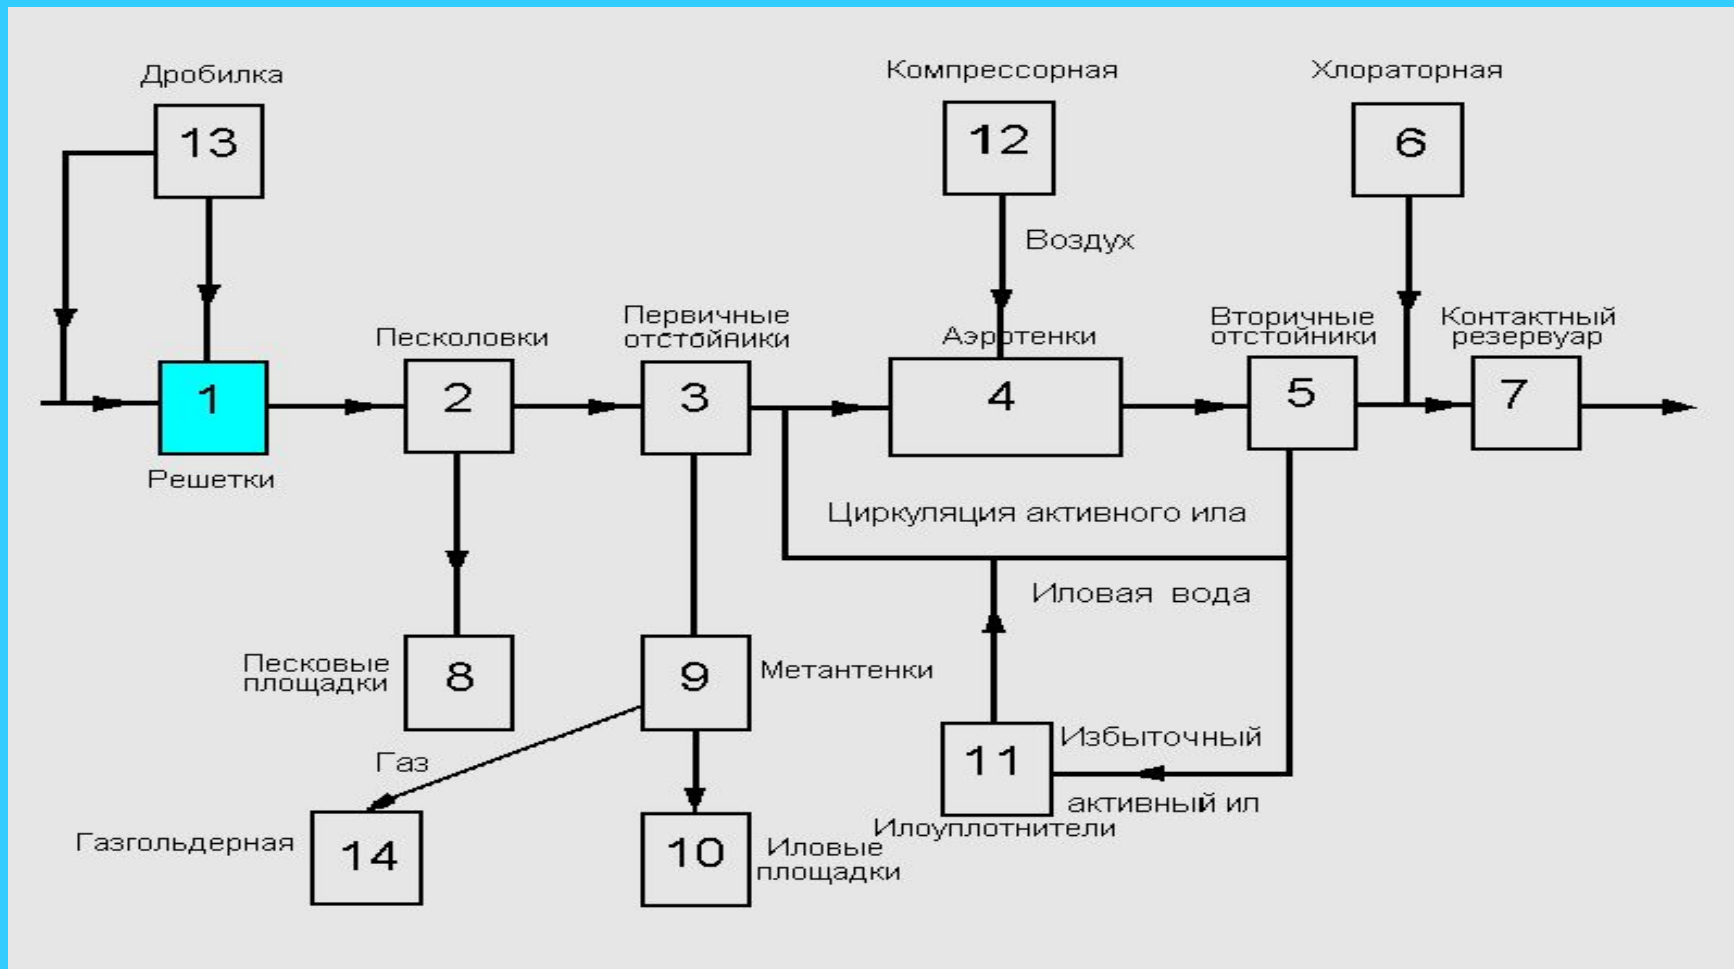 Дробилка
Компрессорная
Хлораторная
13
12
6
Воздух
Песколовки
Первичные
отстойники
Аэротенки
Вторичные
отстойники
Контактный
резервуар
1
2
3
4
5
7
Решетки
Циркуляция активного ила
Иловая вода
Песковые
площадки
8
9
Метантенки
Газ
11
Избыточный
активный ил
Илоуплотнители
Газгольдерная
14
10
Иловые
площадки